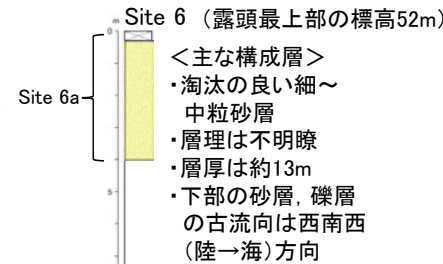 m
Site 6 （露頭最上部の標高52m）
0
＜主な構成層＞
・淘汰の良い細～
中粒砂層
Site 6a
・層理は不明瞭
・層厚は約13m
5
・下部の砂層，礫層
の古流向は西南西
（陸→海）方向